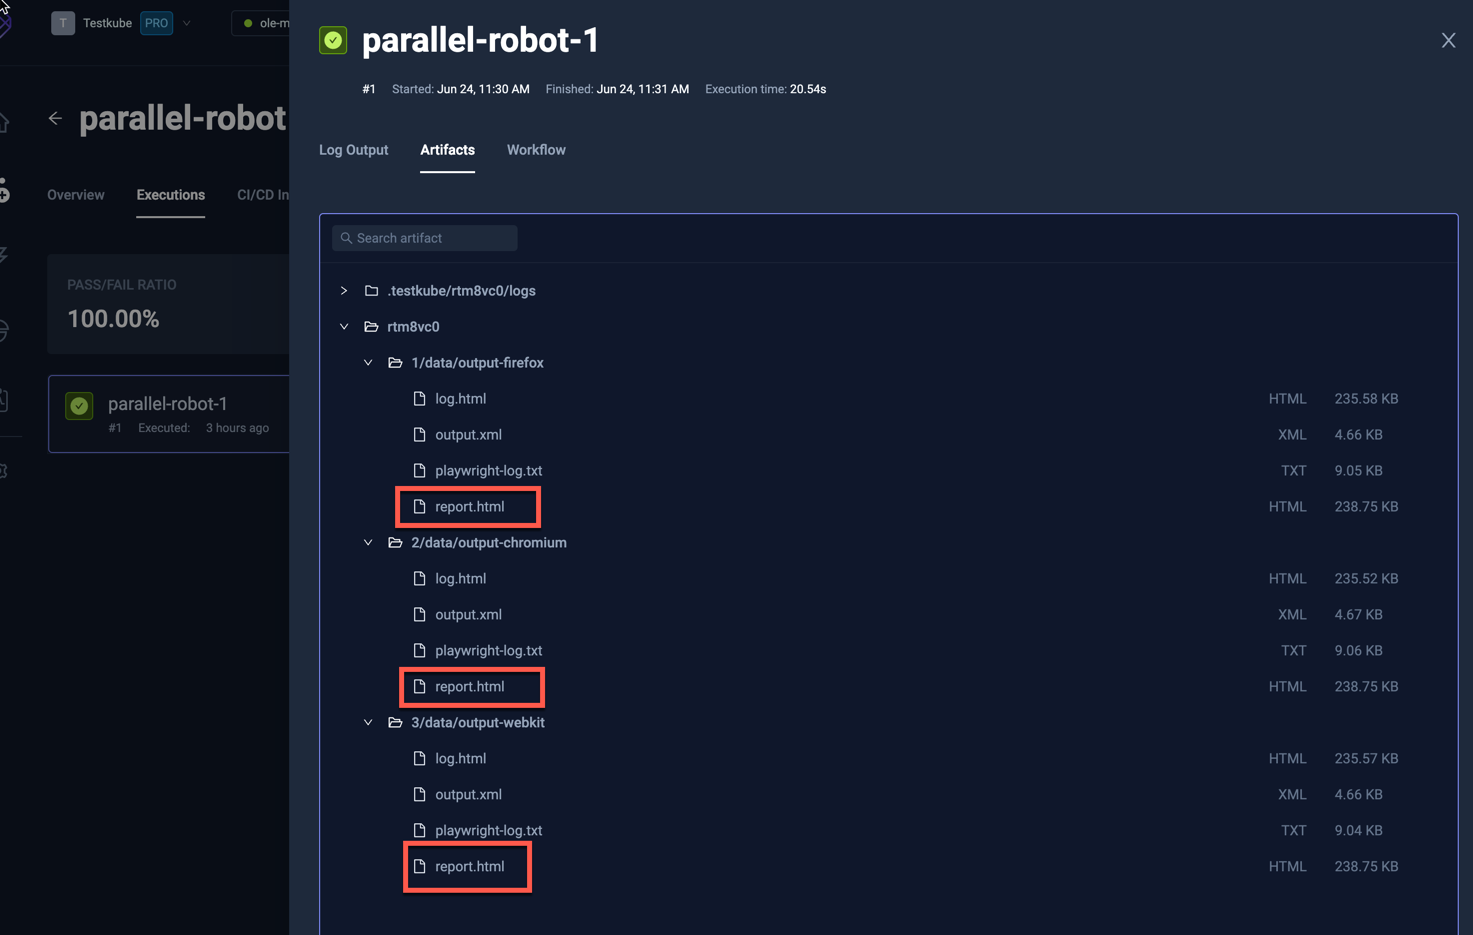 T Testkube PRO
ole-m
parallel-robot
Overview Executions CI/CD In
PASS/FAIL RATIO
100.00%
parallel-robot-1
#1 Executed: 3 hours ago
parallel-robot-1
#1 Started: Jun 24, 11:30 AM Finished: Jun 24, 11:31 AM Execution time: 20.54s
Log Output Artifacts Workflow
Search artifact
.testkube/rtm8vc0/logs
rtm8vc0
1/data/output-firefox
log.html HTML 235.58 KB
output.xml XML 4.66 KB
playwright-log.txt TXT 9.05 KB
report.html HTML 238.75 KB
2/data/output-chromium
log.html HTML 235.52 KB
output.xml XML 4.67 KB
playwright-log.txt TXT 9.06 KB
report.html HTML 238.75 KB
3/data/output-webkit
log.html HTML 235.57 KB
output.xml XML 4.66 KB
playwright-log.txt TXT 9.04 KB
report.html HTML 238.75 KB